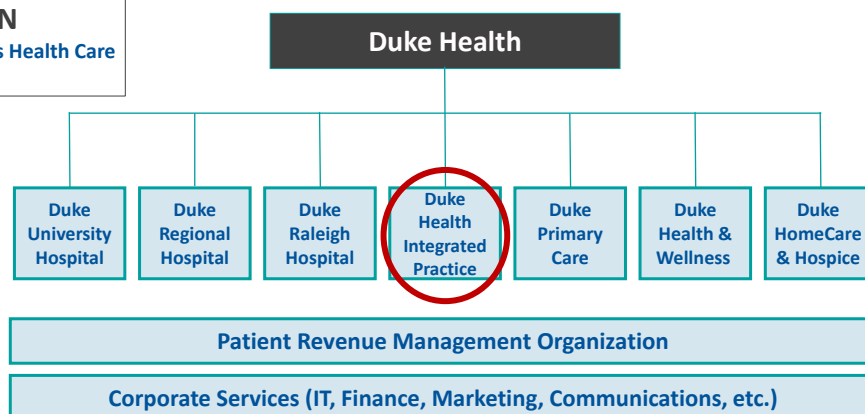 N
s Health Care
Duke Health
Duke
University
Hospital
Duke
Regional
Hospital
Duke
Raleigh
Hospital
Duke
Health
Integrated
Practice
Duke
Primary
Care
Duke
Health &
Wellness
Duke
HomeCare
& Hospice
Patient Revenue Management Organization
Corporate Services (IT, Finance, Marketing, Communications, etc.)